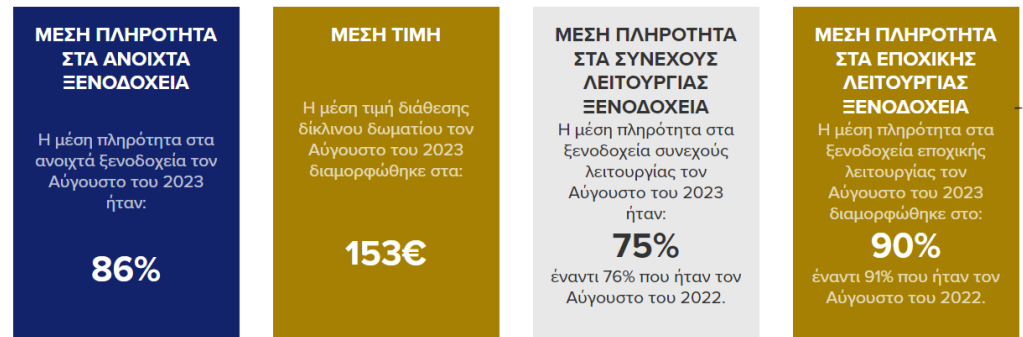 ΜΕΣΗ ΠΛΗΡΟΤΗΤΑ
ΣΤΑ ΑΝΟΙΧΤΑ
ΞΕΝΟΔΟΧΕΙΑ
Η μέση πληρότητα στα
ανοιχτά ξενοδοχεία τον
Αύγουστο του 2023
ήταν:
86%
ΜΕΣΗ ΤΙΜΗ
Η μέση τιμή διάθεσης
δίκλινου δωματίου τον
Αύγουστο του 2023
διαμορφώθηκε στα:
153€
ΜΕΣΗ ΠΛΗΡΟΤΗΤΑ
ΣΤΑ ΣΥΝΕΧΟΥΣ
ΛΕΙΤΟΥΡΓΙΑΣ
ΞΕΝΟΔΟΧΕΙΑ
Η μέση πληρότητα στα
ξενοδοχεία συνεχούς
λειτουργίας τον
Αύγουστο του 2023
ήταν:
75%
έναντι 76% που ήταν τον
Αύγουστο του 2022.
ΜΕΣΗ ΠΛΗΡΟΤΗΤΑ
ΣΤΑ ΕΠΟΧΙΚΗΣ
ΛΕΙΤΟΥΡΓΙΑΣ
ΞΕΝΟΔΟΧΕΙΑ
Η μέση πληρότητα στα
ξενοδοχεία εποχικής
λειτουργίας τον
Αύγουστο του 2023
διαμορφώθηκε στο:
90%
έναντι 91% που ήταν τον
Αύγουστο του 2022.